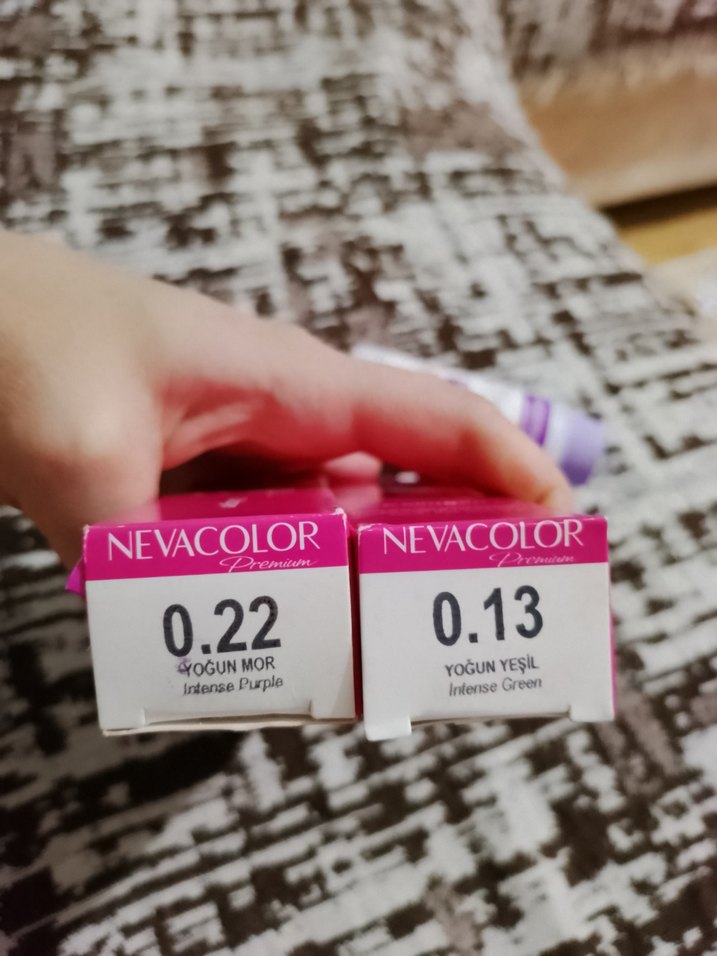 NEVACOLOR
Premium
0.22
YOĞUN MOR
Intense Purple
NEVACOLOR
Premium
0.13
YOĞUN YEŞİL
Intense Green